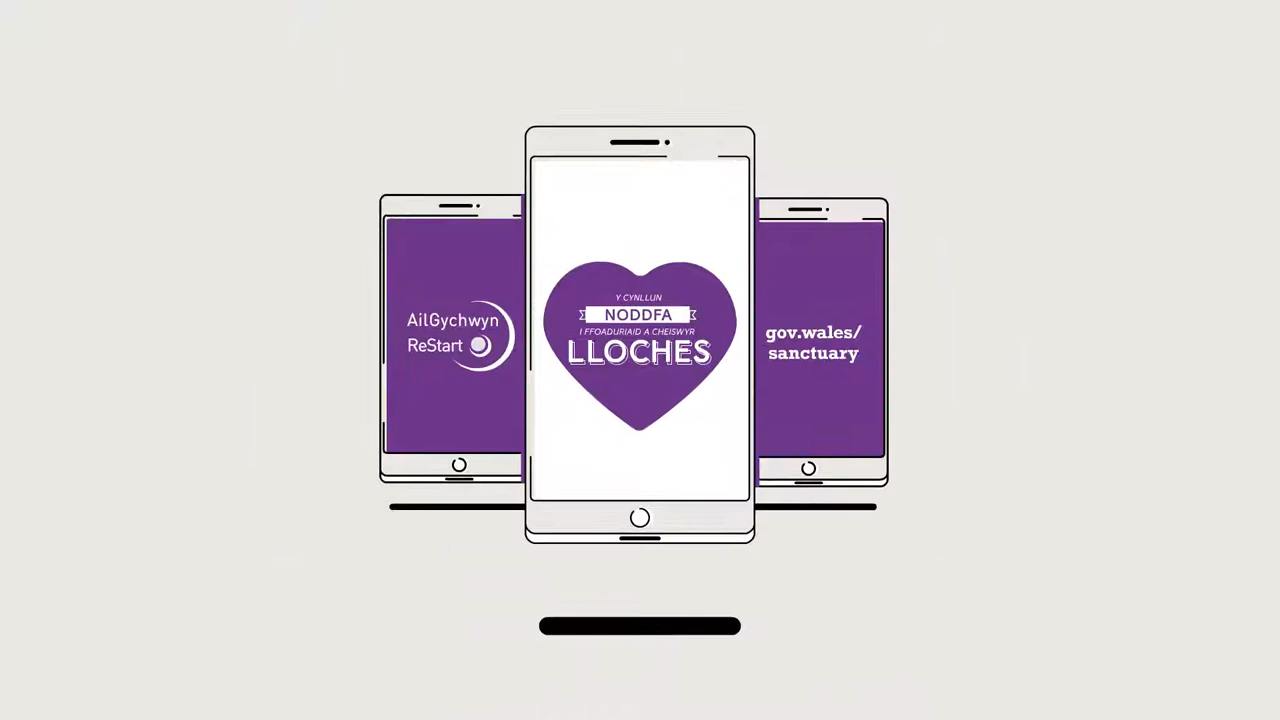 AilGychwyn
ReStart
Y CYNLLUN
NODDFA
I FFOADURIAID A CHEISWYR
LLOCHES
gov.wales/
sanctuary